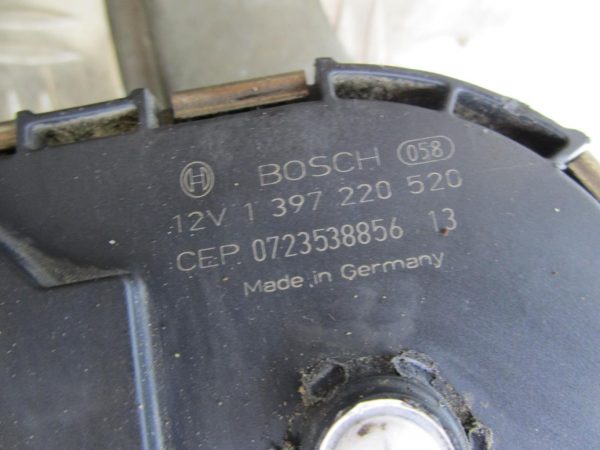 BOSCH 058
12V 1 397 220 520
CEP. 0723538856 13
Made in Germany